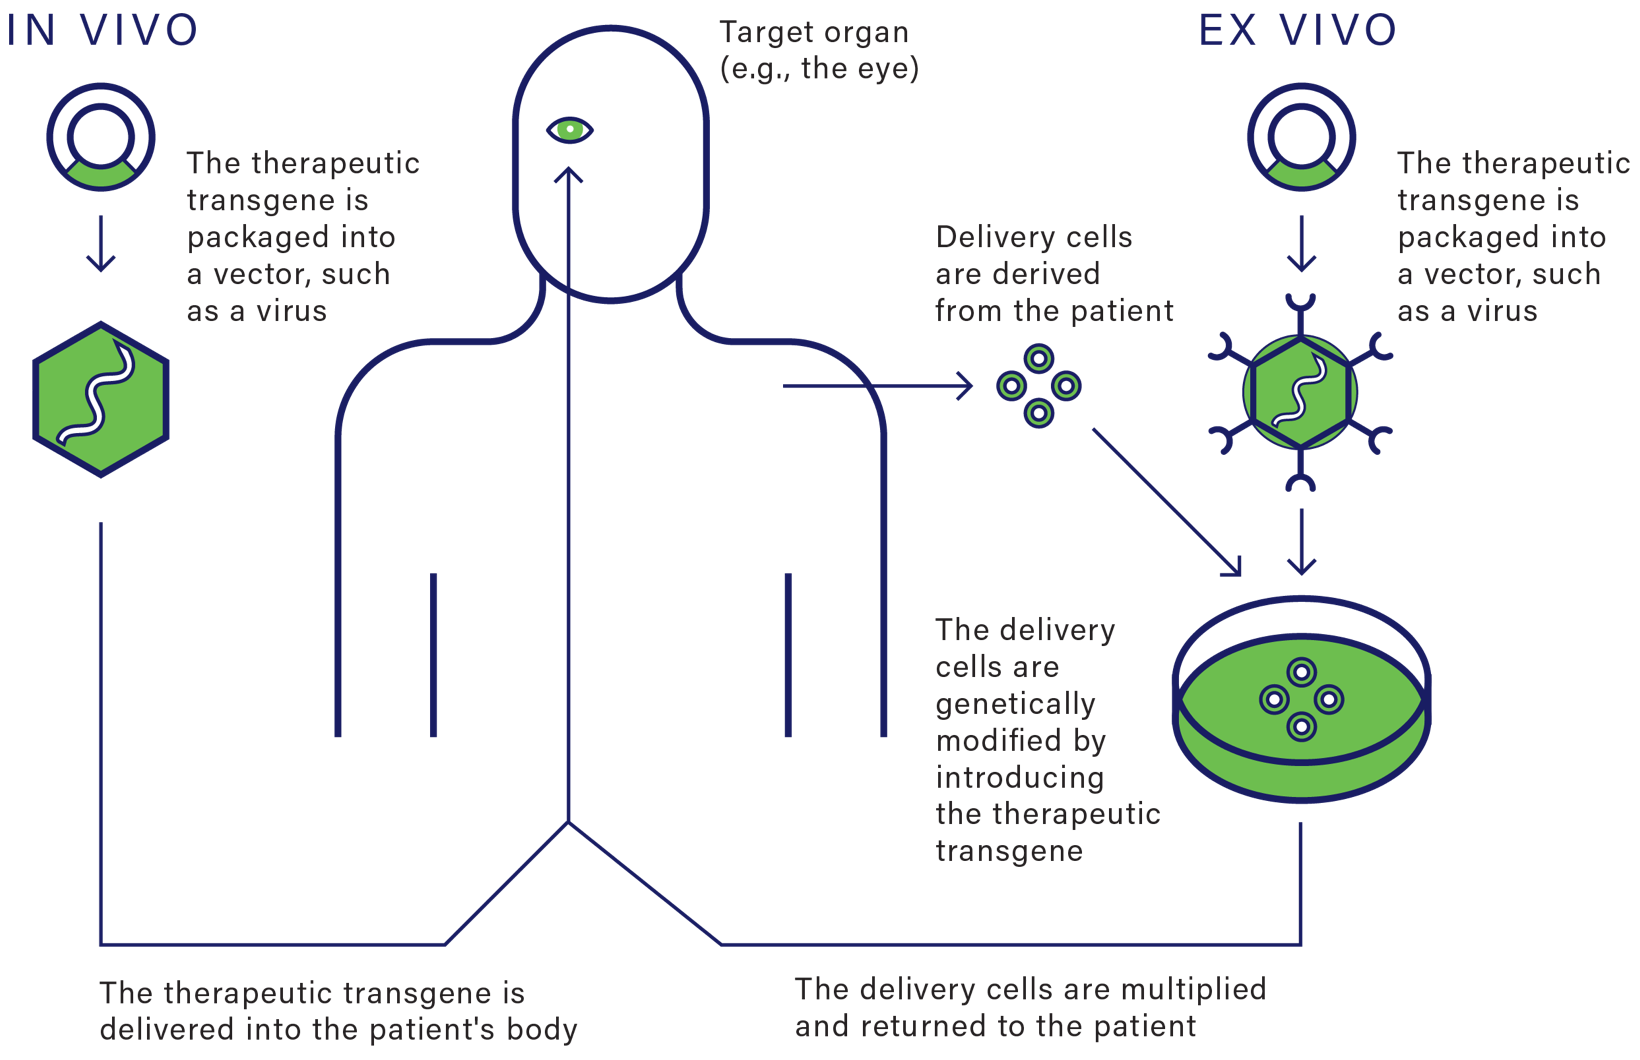 IN VIVO
The therapeutic
transgene is
packaged into
a vector, such
as a virus
Target organ
(e.g., the eye)
EX VIVO
The therapeutic
transgene is
packaged into
a vector, such
as a virus
Delivery cells
are derived
from the patient
The delivery
cells are
genetically
modified by
introducing
the therapeutic
transgene
The therapeutic transgene is
delivered into the patient's body
The delivery cells are multiplied
and returned to the patient